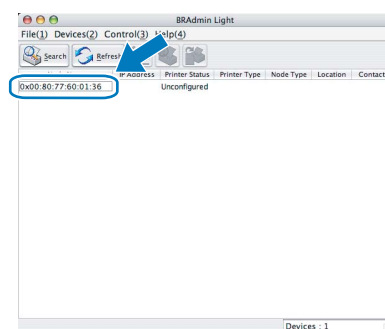 BRAdmin Light
File(1) Devices(2) Control(3) Help(4)
Search Refresh
IP Address Printer Status Printer Type Node Type Location Contact
0x00:80:77:60:01:36 Unconfigured
Devices : 1